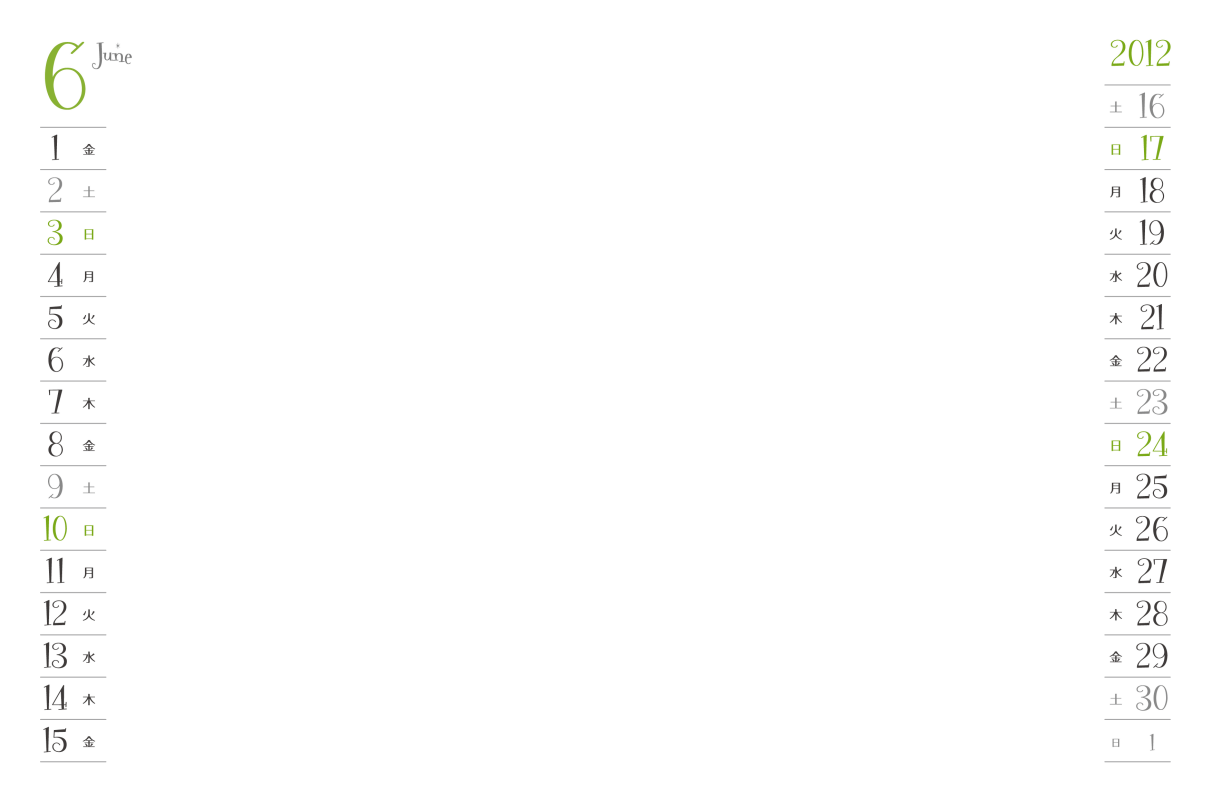 6 June
1 金
2 土
3 日
4 月
5 火
6 水
7 木
8 金
9 土
10 日
11 月
12 火
13 水
14 木
15 金
2012
土 16
日 17
月 18
火 19
水 20
木 21
金 22
土 23
日 24
月 25
火 26
水 27
木 28
金 29
土 30
日 1